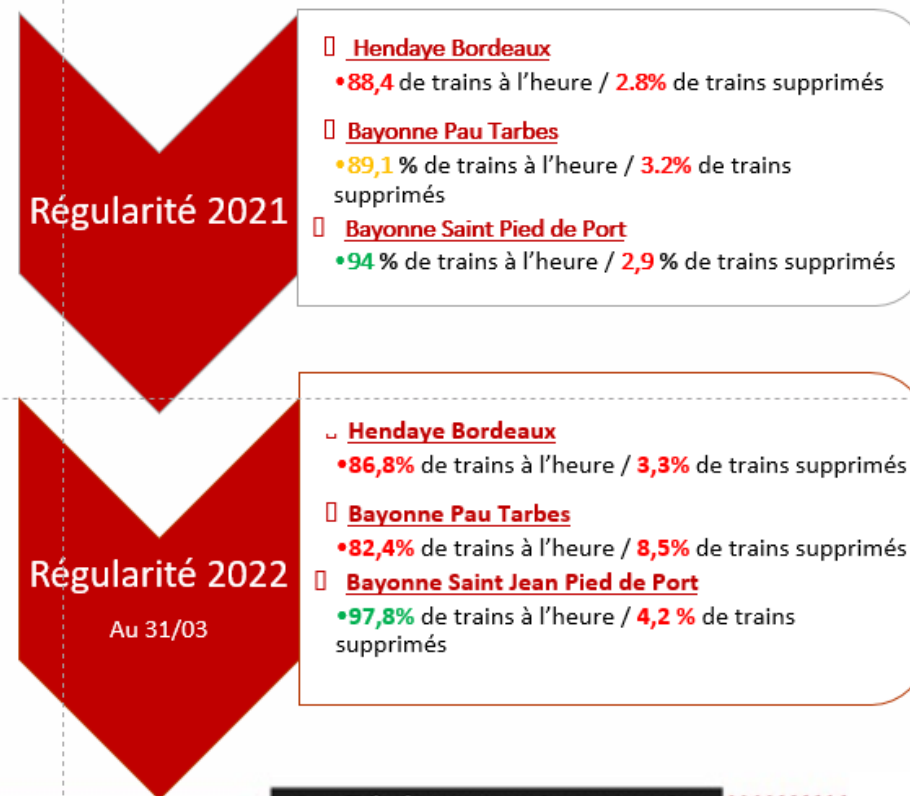 Régularité 2021
Hendaye Bordeaux
•88,4 de trains à l’heure / 2.8% de trains supprimés
Bayonne Pau Tarbes
•89,1 % de trains à l’heure / 3.2% de trains
supprimés
Bayonne Saint Pied de Port
•94 % de trains à l’heure / 2,9 % de trains supprimés
Régularité 2022
Au 31/03
Hendaye Bordeaux
•86,8% de trains à l’heure / 3,3% de trains supprimés
Bayonne Pau Tarbes
•82,4% de trains à l’heure / 8,5% de trains supprimés
Bayonne Saint Jean Pied de Port
•97,8% de trains à l’heure / 4,2 % de trains
supprimés